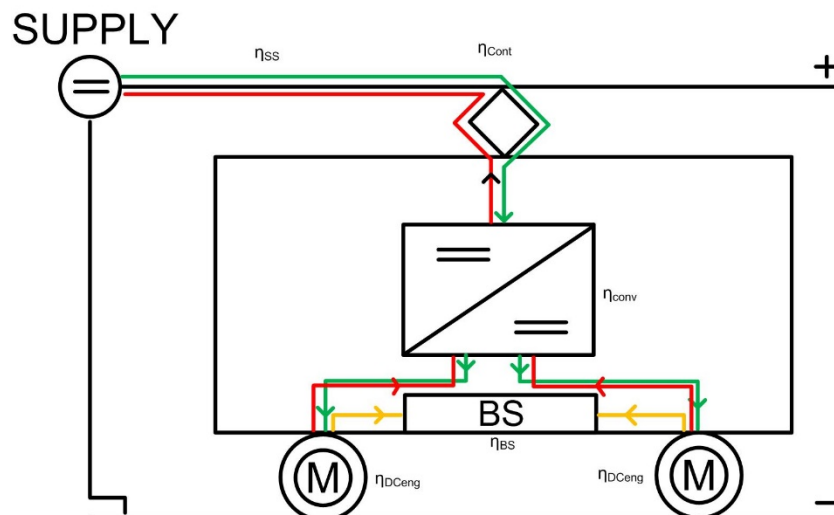 SUPPLY
ηSS
ηCont
+
ηconv
BS
ηBS
M
ηDCeng
ηDCeng
M
−